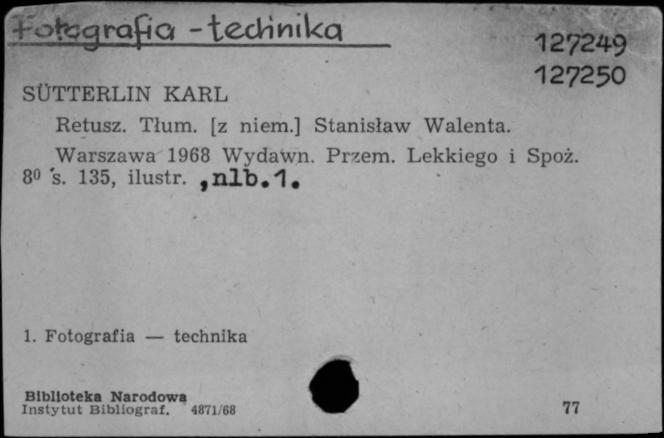 Fotografia - technika
127249
127250
SÜTTERLIN KARL
Retusz. Tłum. [z niem.] Stanisław Walenta.
Warszawa 1968 Wydawn. Przem. Lekkiego i Spoż.
8⁰ s. 135, ilustr. ,nlb.1.
1. Fotografia — technika
Biblioteka Narodowa
Instytut Bibliograf. 4871/68
77